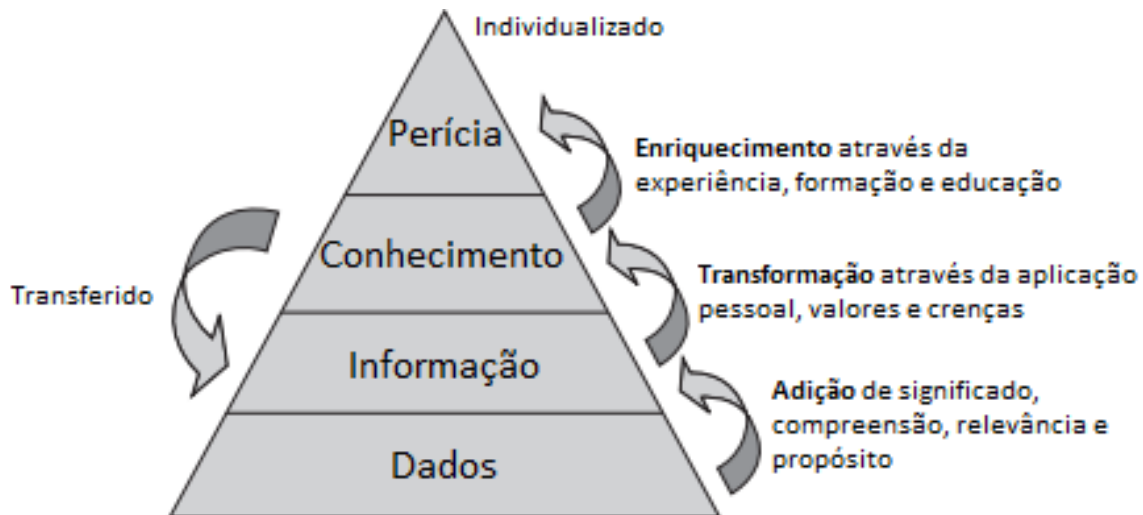 Individualizado
Perícia
Enriquecimento através da
experiência, formação e educação
Conhecimento
Transformação através da aplicação
pessoal, valores e crenças
Transferido
Informação
Adição de significado,
compreensão, relevância e
propósito
Dados